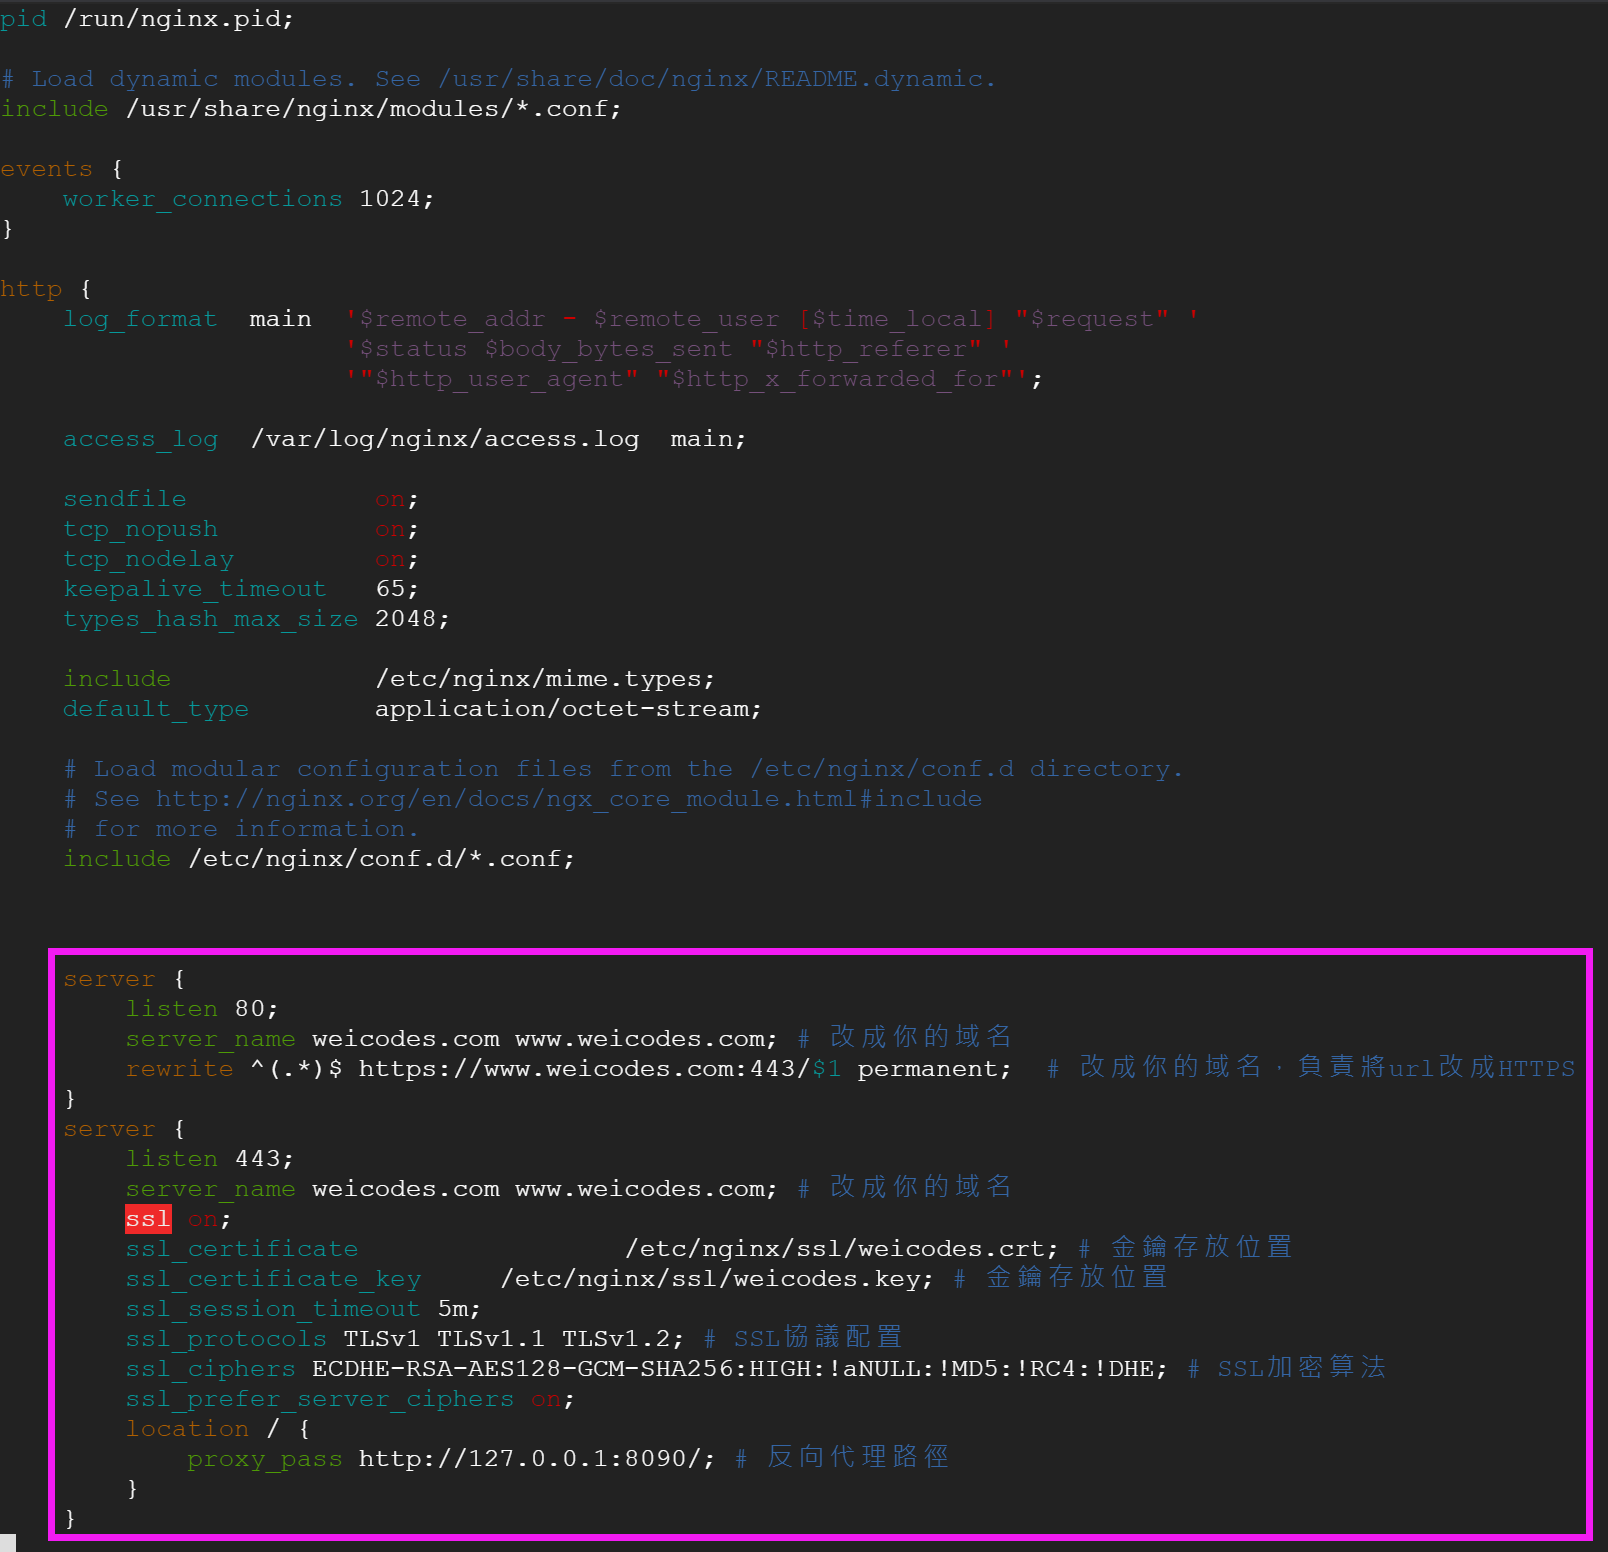 pid /run/nginx.pid;
# Load dynamic modules. See /usr/share/doc/nginx/README.dynamic.
include /usr/share/nginx/modules/*.conf;
events {
    worker_connections 1024;
}
http {
    log_format  main  '$remote_addr - $remote_user [$time_local] "$request" '
                      '$status $body_bytes_sent "$http_referer" '
                      '"$http_user_agent" "$http_x_forwarded_for"';
    access_log  /var/log/nginx/access.log  main;
    sendfile            on;
    tcp_nopush          on;
    tcp_nodelay         on;
    keepalive_timeout   65;
    types_hash_max_size 2048;
    include             /etc/nginx/mime.types;
    default_type        application/octet-stream;
    # Load modular configuration files from the /etc/nginx/conf.d directory.
    # See http://nginx.org/en/docs/ngx_core_module.html#include
    # for more information.
    include /etc/nginx/conf.d/*.conf;
    server {
        listen 80;
        server_name weicodes.com www.weicodes.com; # 改成你的域名
        rewrite ^(.*)$ https://www.weicodes.com:443/$1 permanent;  # 改成你的域名，負責將url改成HTTPS
    }
    server {
        listen 443;
        server_name weicodes.com www.weicodes.com; # 改成你的域名
        ssl on;
        ssl_certificate                 /etc/nginx/ssl/weicodes.crt; # 金鑰存放位置
        ssl_certificate_key     /etc/nginx/ssl/weicodes.key; # 金鑰存放位置
        ssl_session_timeout 5m;
        ssl_protocols TLSv1 TLSv1.1 TLSv1.2; # SSL協議配置
        ssl_ciphers ECDHE-RSA-AES128-GCM-SHA256:HIGH:!aNULL:!MD5:!RC4:!DHE; # SSL加密算法
        ssl_prefer_server_ciphers on;
        location / {
            proxy_pass http://127.0.0.1:8090/; # 反向代理路徑
        }
    }